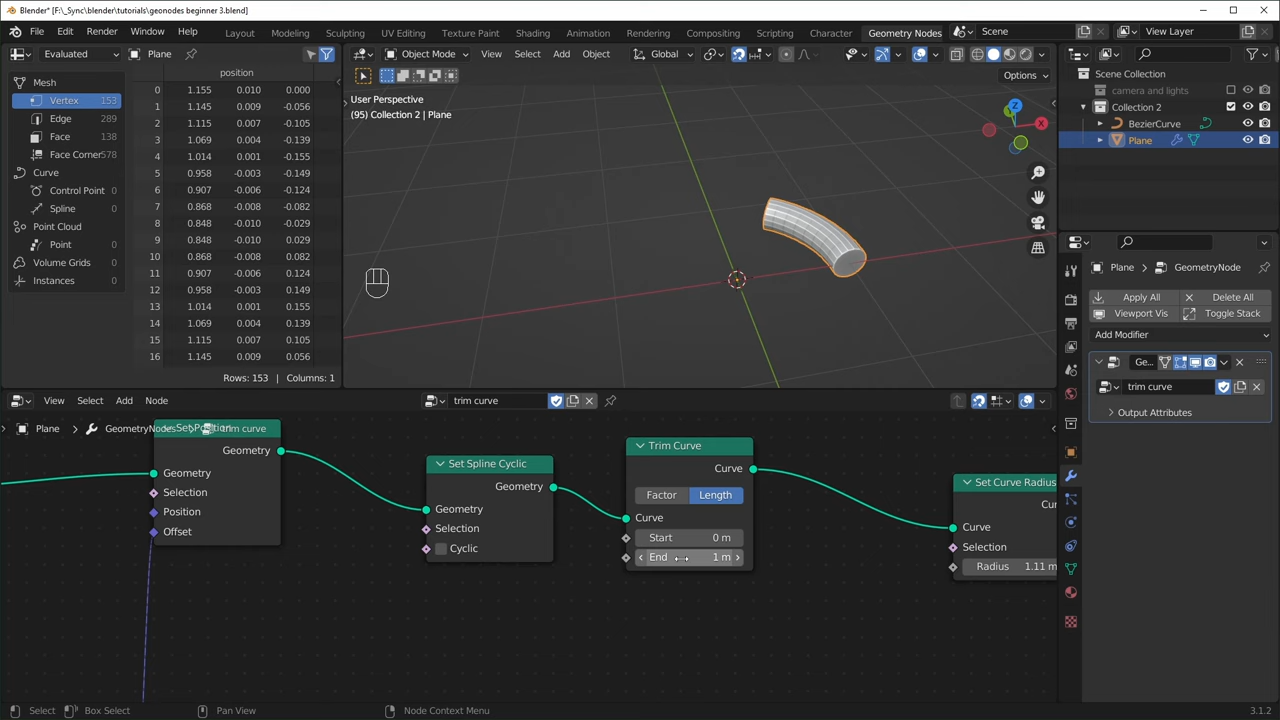 Blender* [F:\_Sync\blender\tutorials\geonodes beginner 3.blend]
File Edit Render Window Help Layout Modeling Sculpting UV Editing Texture Paint Shading Animation Rendering Compositing Scripting Character Geometry Nodes Scene View Layer
Evaluated Plane
Object Mode View Select Add Object Global
Options
Mesh
Vertex 153
Edge 289
Face 138
Face Corner 578
Curve
Control Point 0
Spline 0
Point Cloud
Point 0
Volume Grids 0
Instances 0
position
0 1.155 0.010 0.000
1 1.145 0.009 -0.056
2 1.115 0.007 -0.105
3 1.069 0.004 -0.139
4 1.014 0.001 -0.155
5 0.958 -0.003 -0.149
6 0.907 -0.006 -0.124
7 0.868 -0.008 -0.082
8 0.848 -0.010 -0.029
9 0.848 -0.010 0.029
10 0.868 -0.008 0.082
11 0.907 -0.006 0.124
12 0.958 -0.003 0.149
13 1.014 0.001 0.155
14 1.069 0.004 0.139
15 1.115 0.007 0.105
16 1.145 0.009 0.056
Rows: 153 | Columns: 1
User Perspective
(95) Collection 2 | Plane
X
Z
Scene Collection
camera and lights
Collection 2
BezierCurve
Plane
Plane GeometryNode
Apply All Delete All
Viewport Vis Toggle Stack
Add Modifier
Ge...
trim curve
Output Attributes
View Select Add Node trim curve
Plane GeometryNodes trim curve
Set Position
Geometry
Geometry
Selection
Position
Offset
Set Spline Cyclic
Geometry
Geometry
Selection
Cyclic
Trim Curve
Curve
Factor Length
Curve
Start 0 m
End 1 m
Set Curve Radius
Cur
Curve
Selection
Radius 1.11 m
Select Box Select Pan View Node Context Menu 3.1.2